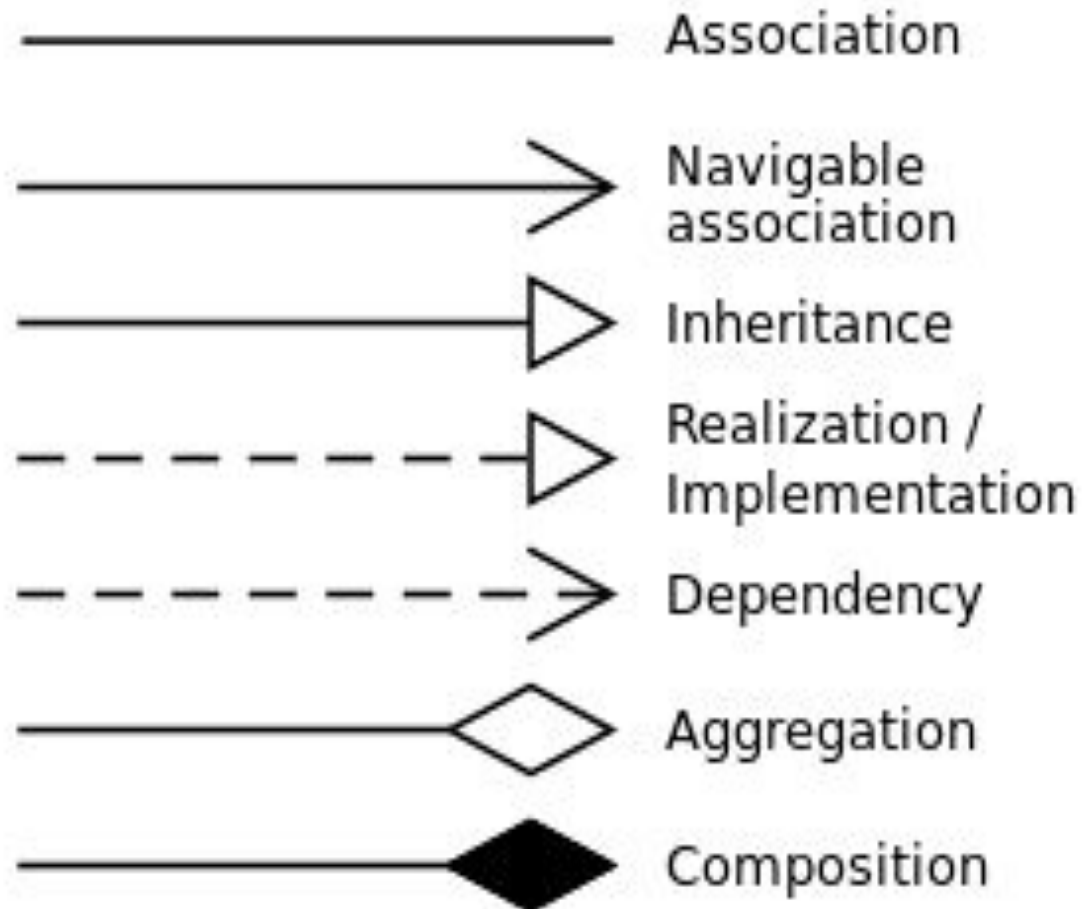 Association
Navigable
association
Inheritance
Realization /
Implementation
Dependency
Aggregation
Composition